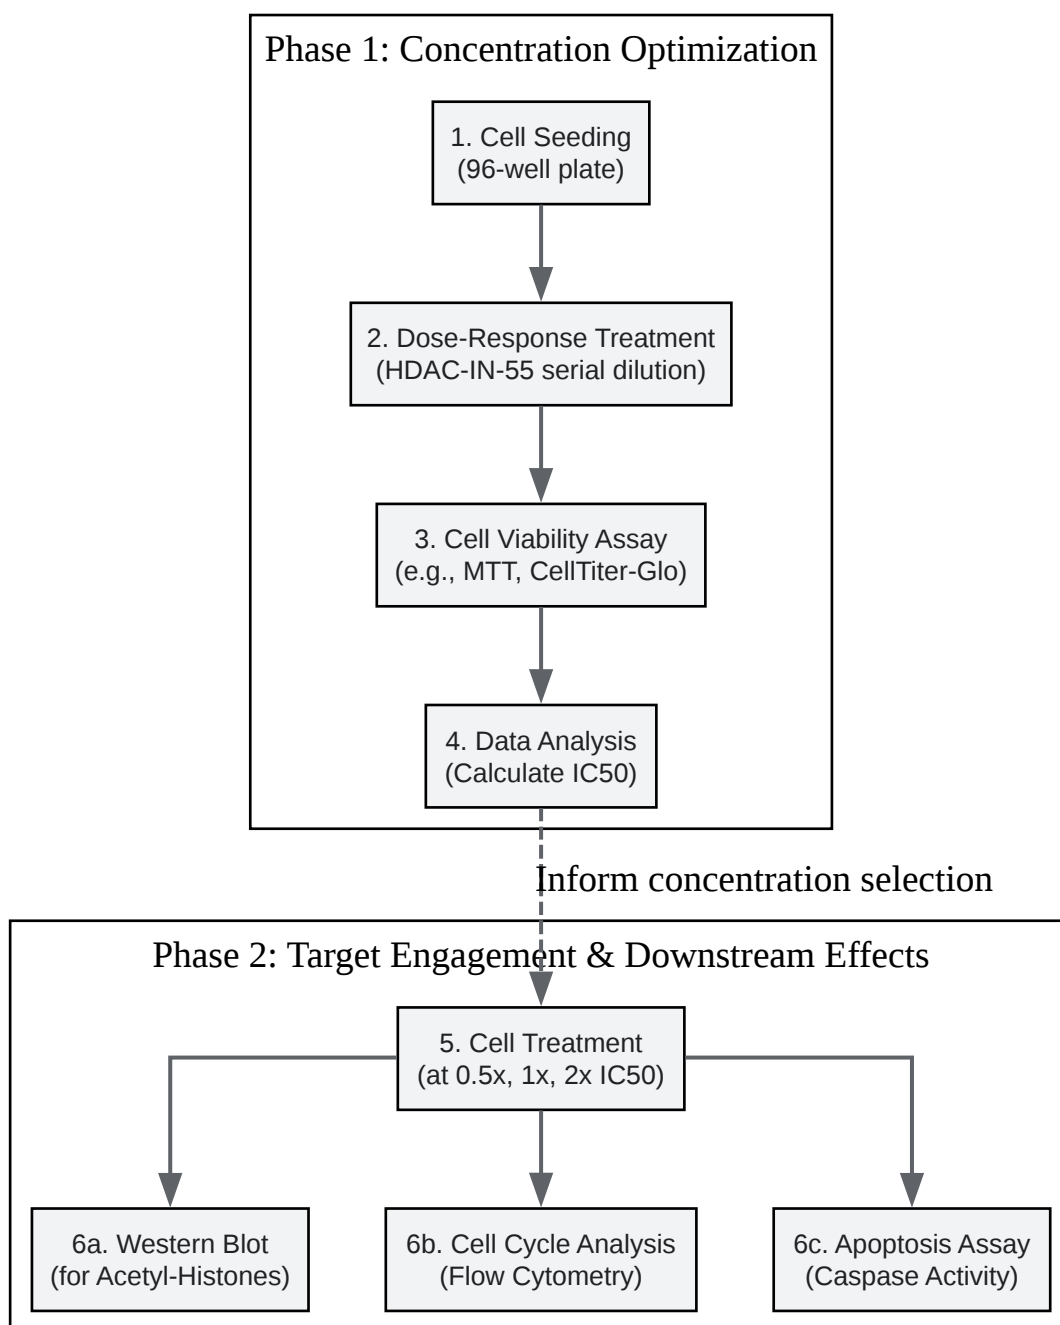 Phase 1: Concentration Optimization
1. Cell Seeding
(96-well plate)
2. Dose-Response Treatment
(HDAC-IN-55 serial dilution)
3. Cell Viability Assay
(e.g., MTT, CellTiter-Glo)
4. Data Analysis
(Calculate IC50)
Inform concentration selection
Phase 2: Target Engagement & Downstream Effects
5. Cell Treatment
(at 0.5x, 1x, 2x IC50)
6a. Western Blot
(for Acetyl-Histones)
6b. Cell Cycle Analysis
(Flow Cytometry)
6c. Apoptosis Assay
(Caspase Activity)